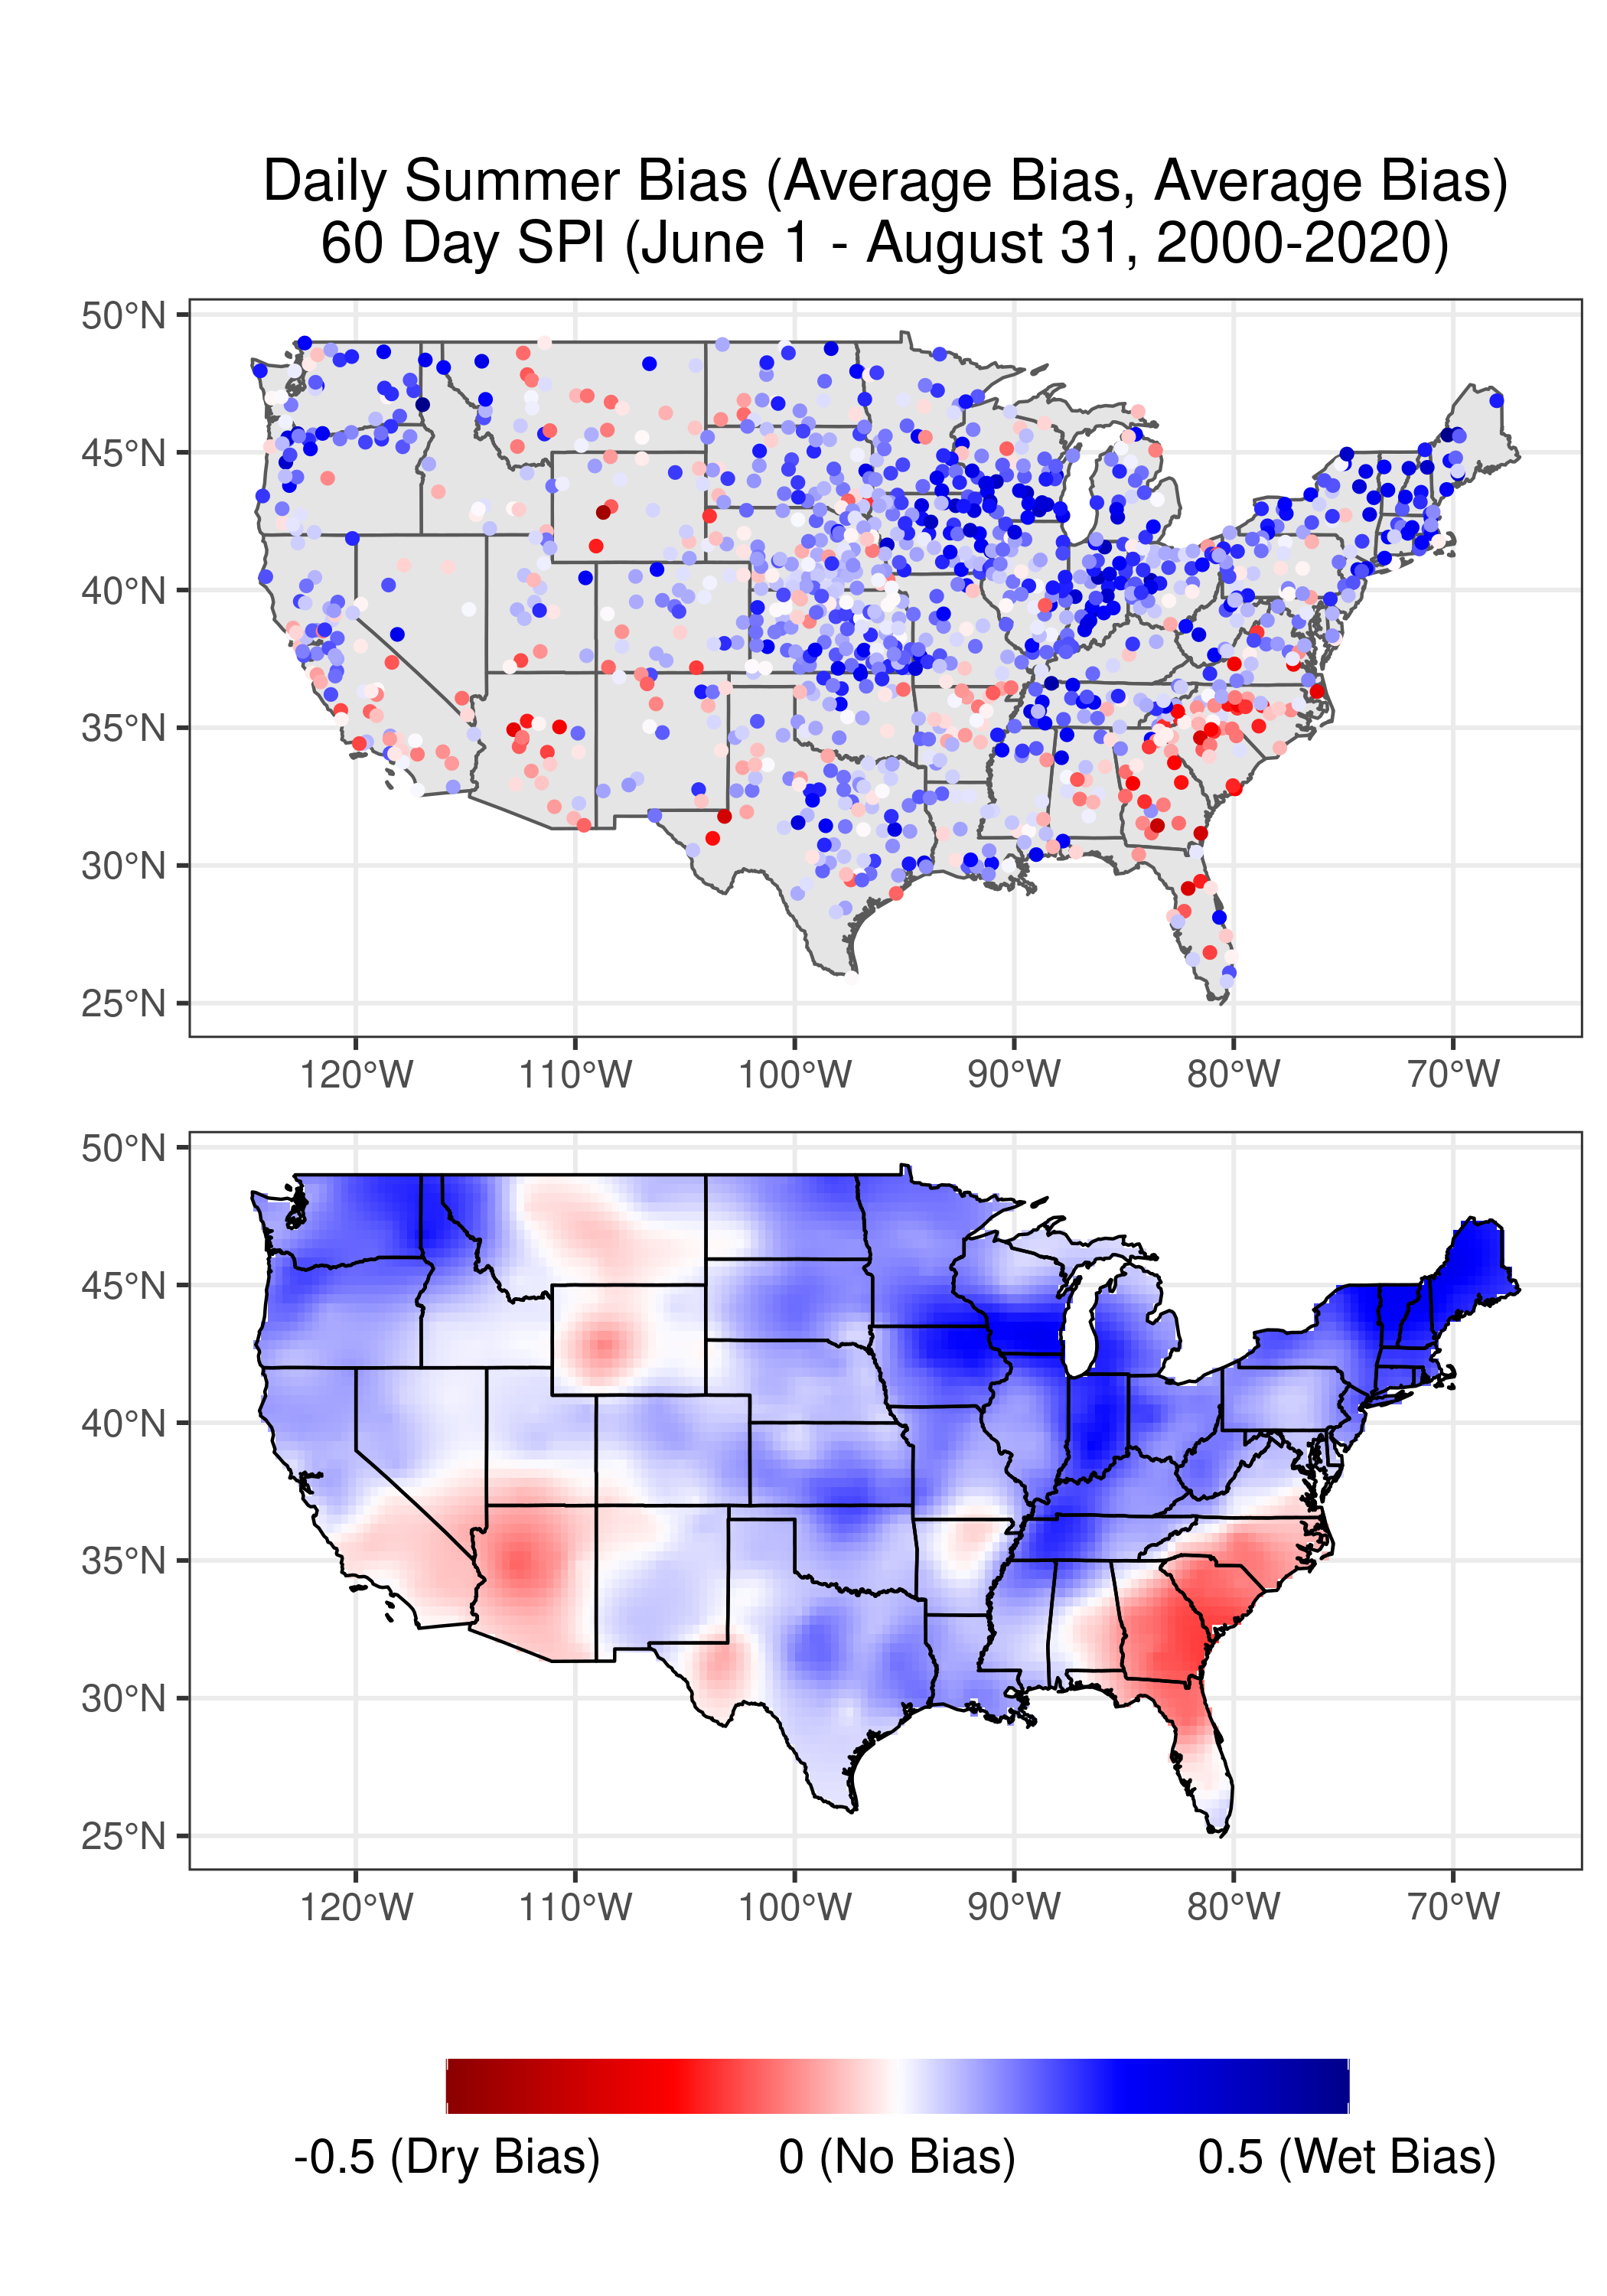 Daily Summer Bias (Average Bias, Average Bias)
60 Day SPI (June 1 - August 31, 2000-2020)
50°N
45°N
40°N
35°N
30°N
25°N
120°W 110°W 100°W 90°W 80°W 70°W
50°N
45°N
40°N
35°N
30°N
25°N
120°W 110°W 100°W 90°W 80°W 70°W
-0.5 (Dry Bias) 0 (No Bias) 0.5 (Wet Bias)